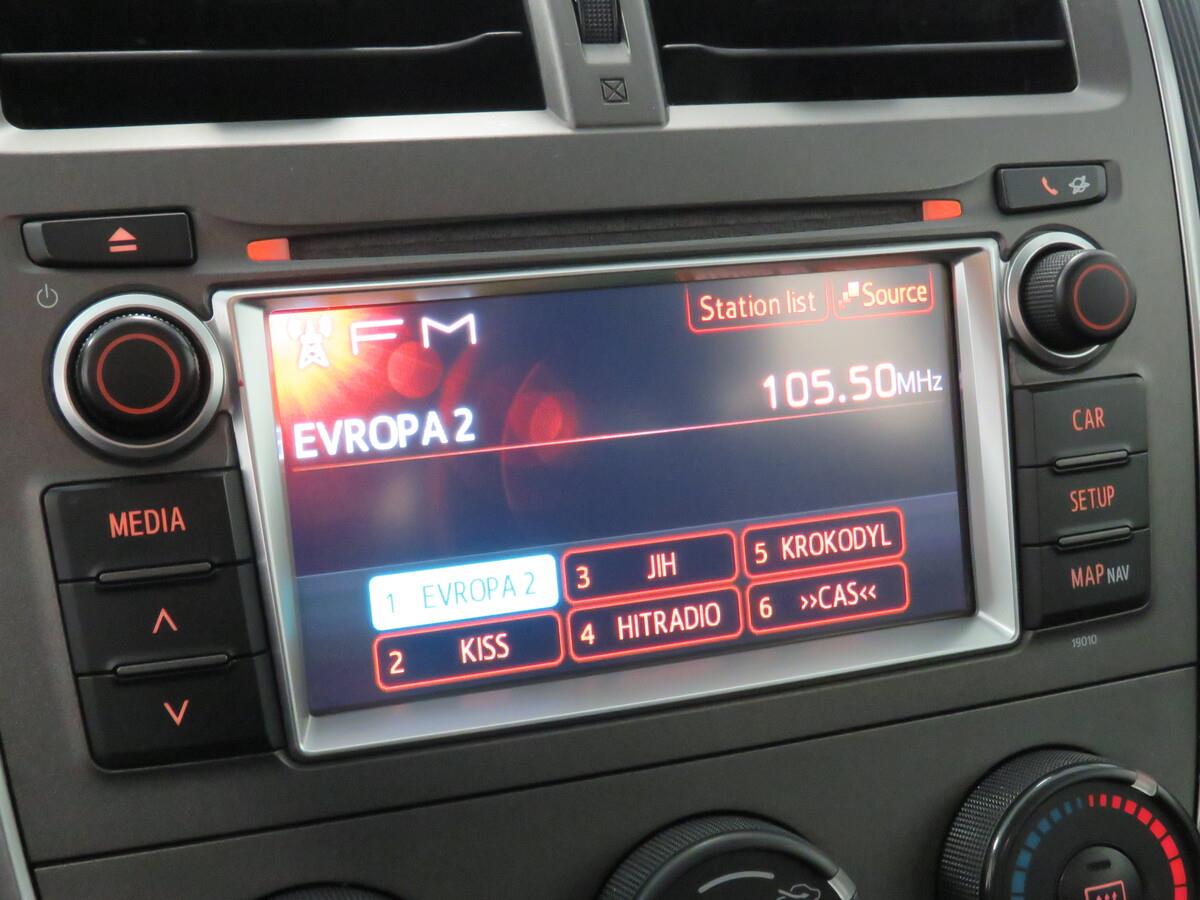 FM
Station list
Source
105.50MHz
EVROPA 2
1 EVROPA 2
2 KISS
3 JIH
4 HITRADIO
5 KROKODYL
6 >>CAS<<
MEDIA
CAR
SETUP
MAP NAV
19010